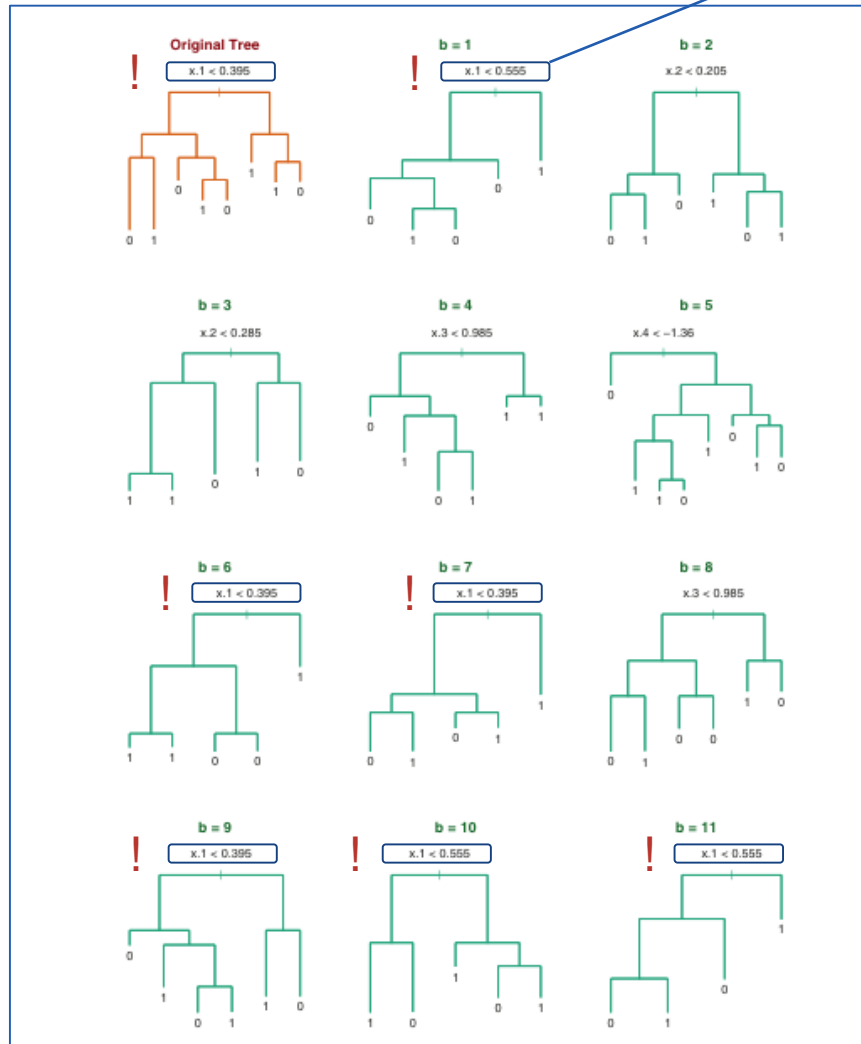 Original Tree
! x.1 < 0.395
0 1 0 1 0 1 1 0
b = 1
! x.1 < 0.555
0 1 0 0 1
b = 2
x.2 < 0.205
0 1 0 1 0 1
b = 3
x.2 < 0.285
1 1 0 1 0
b = 4
x.3 < 0.985
0 1 0 1 1 1
b = 5
x.4 < −1.36
0 1 1 0 1 0 1 0
b = 6
! x.1 < 0.395
1 1 0 0 1
b = 7
! x.1 < 0.395
0 1 0 1 1
b = 8
x.3 < 0.985
0 1 0 0 1 0
b = 9
! x.1 < 0.395
0 1 0 1 1 0
b = 10
! x.1 < 0.555
1 0 1 0 1
b = 11
! x.1 < 0.555
0 1 0 1